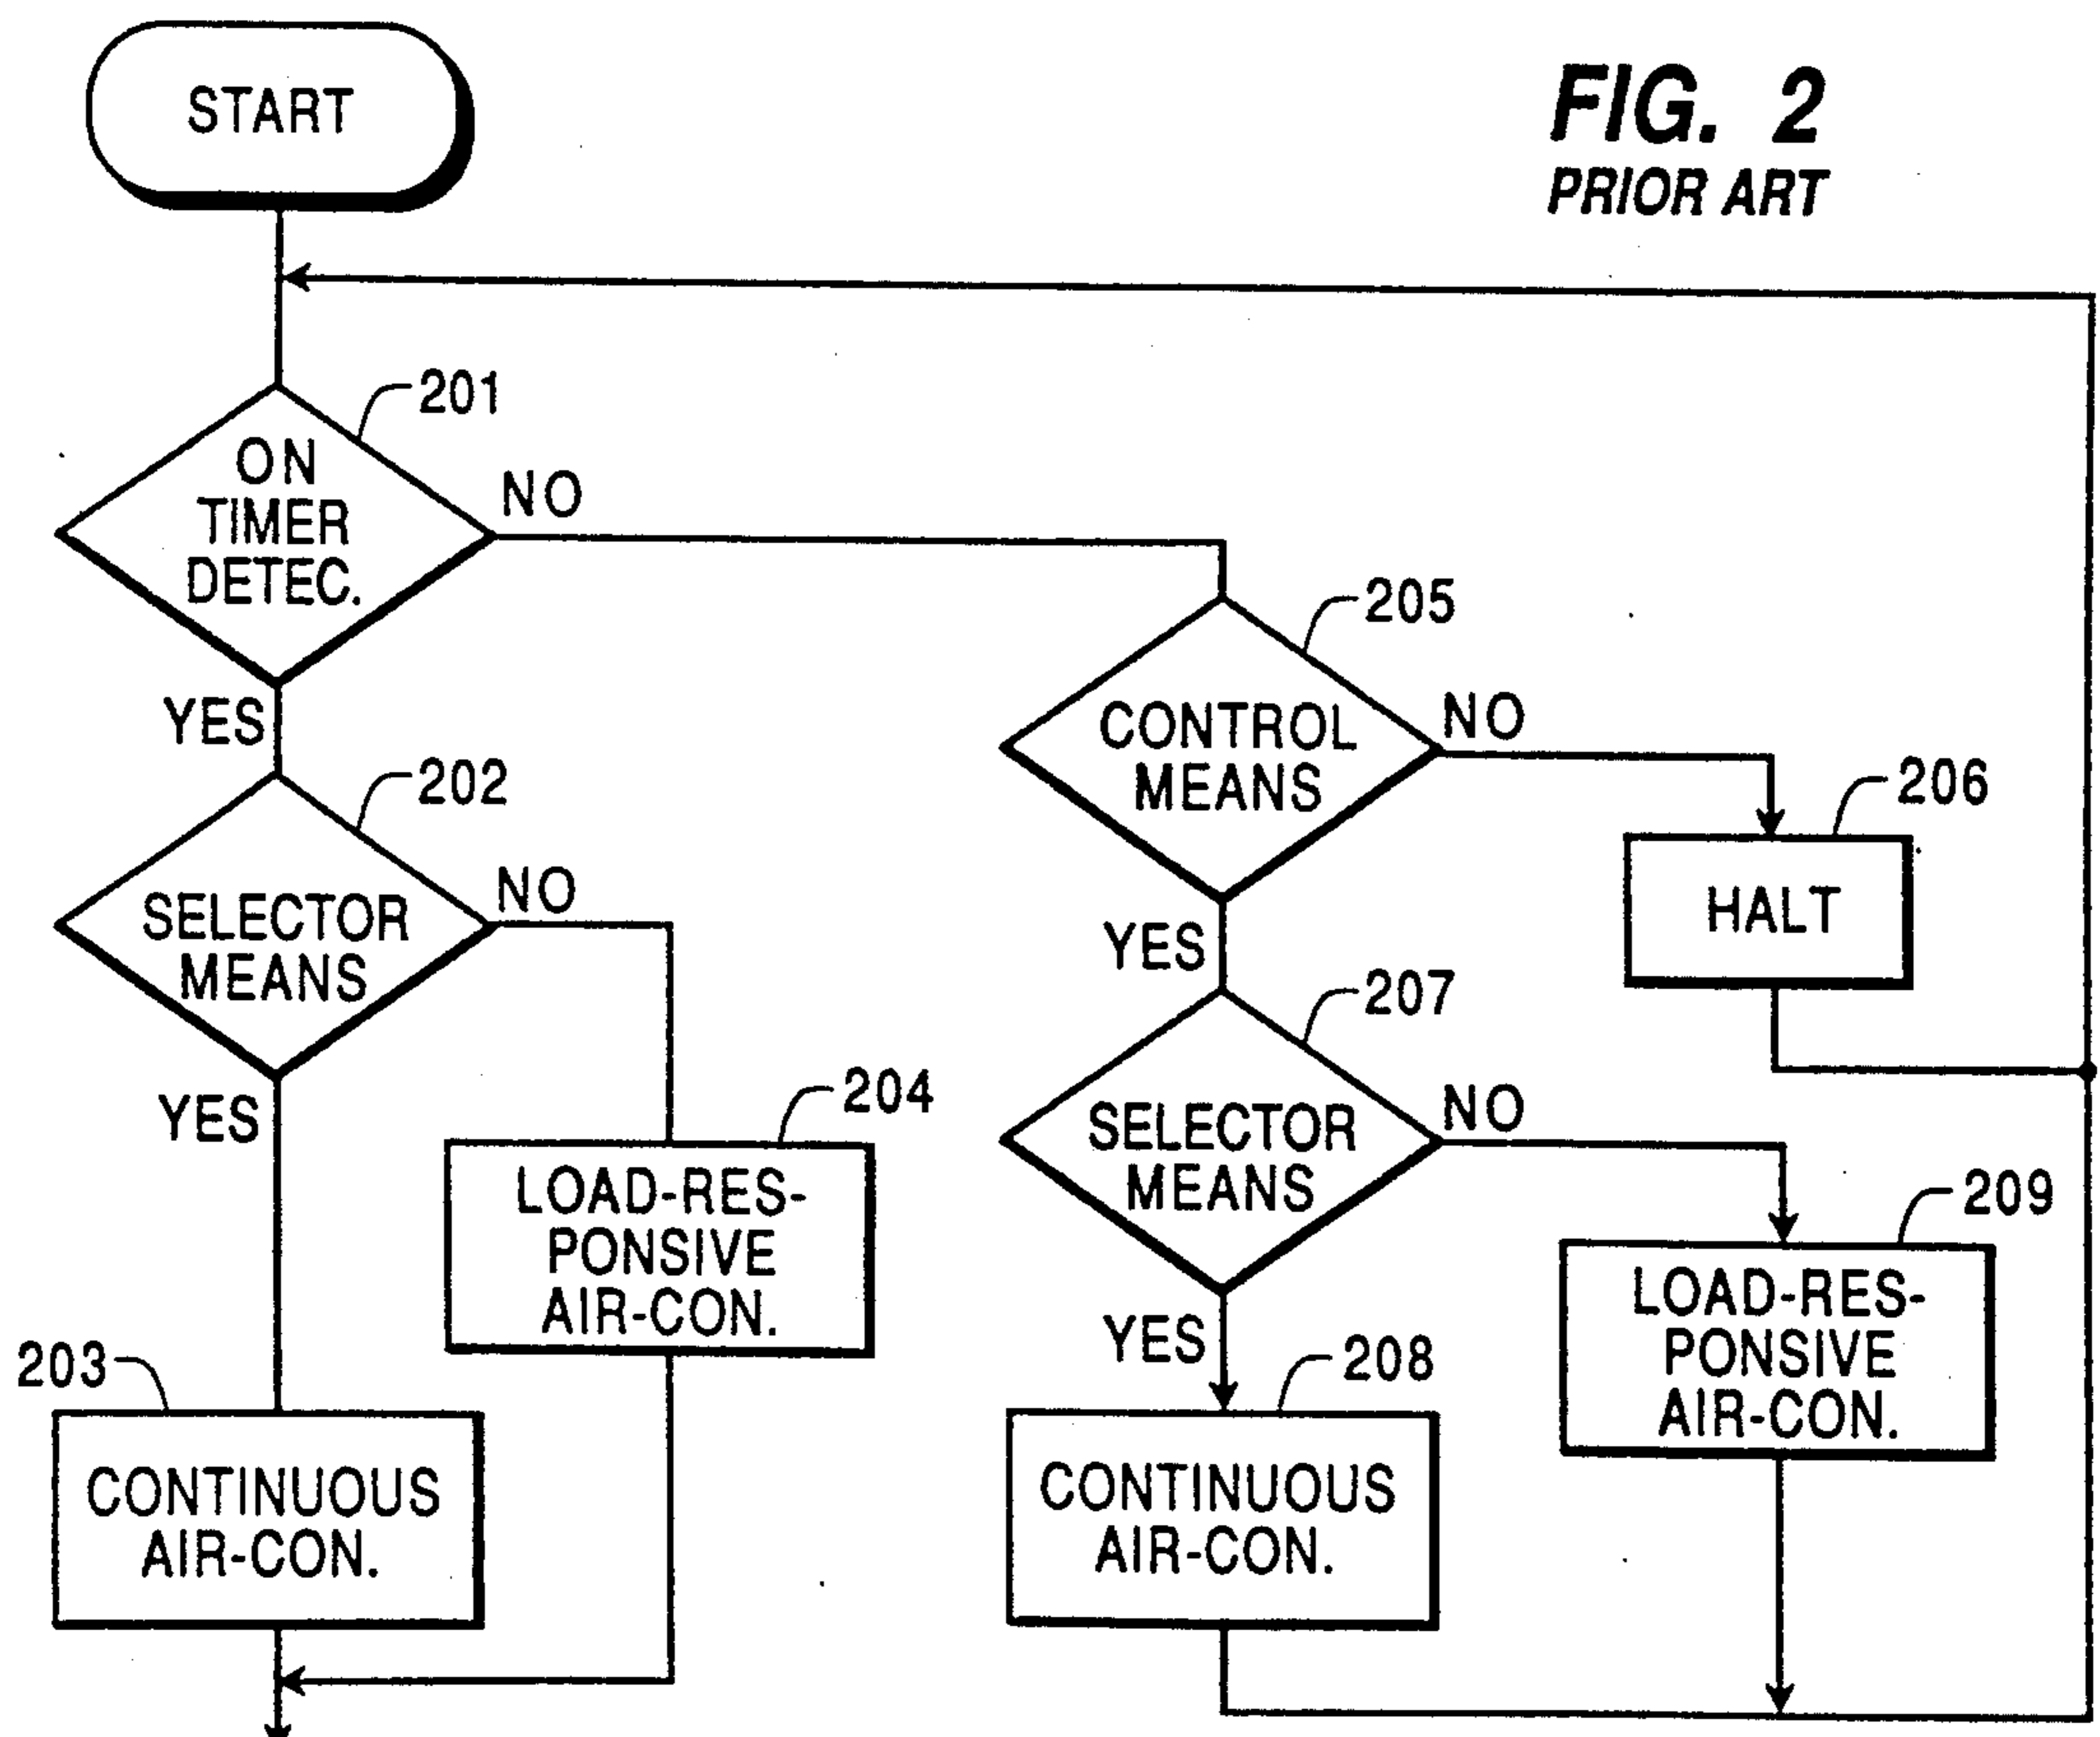 START
FIG. 2
PRIOR ART
201
ON
TIMER
DETEC.
NO
YES
205
CONTROL
MEANS
NO
YES
206
HALT
202
SELECTOR
MEANS
NO
YES
207
SELECTOR
MEANS
NO
YES
204
LOAD-RES-
PONSIVE
AIR-CON.
209
LOAD-RES-
PONSIVE
AIR-CON.
203
CONTINUOUS
AIR-CON.
208
CONTINUOUS
AIR-CON.